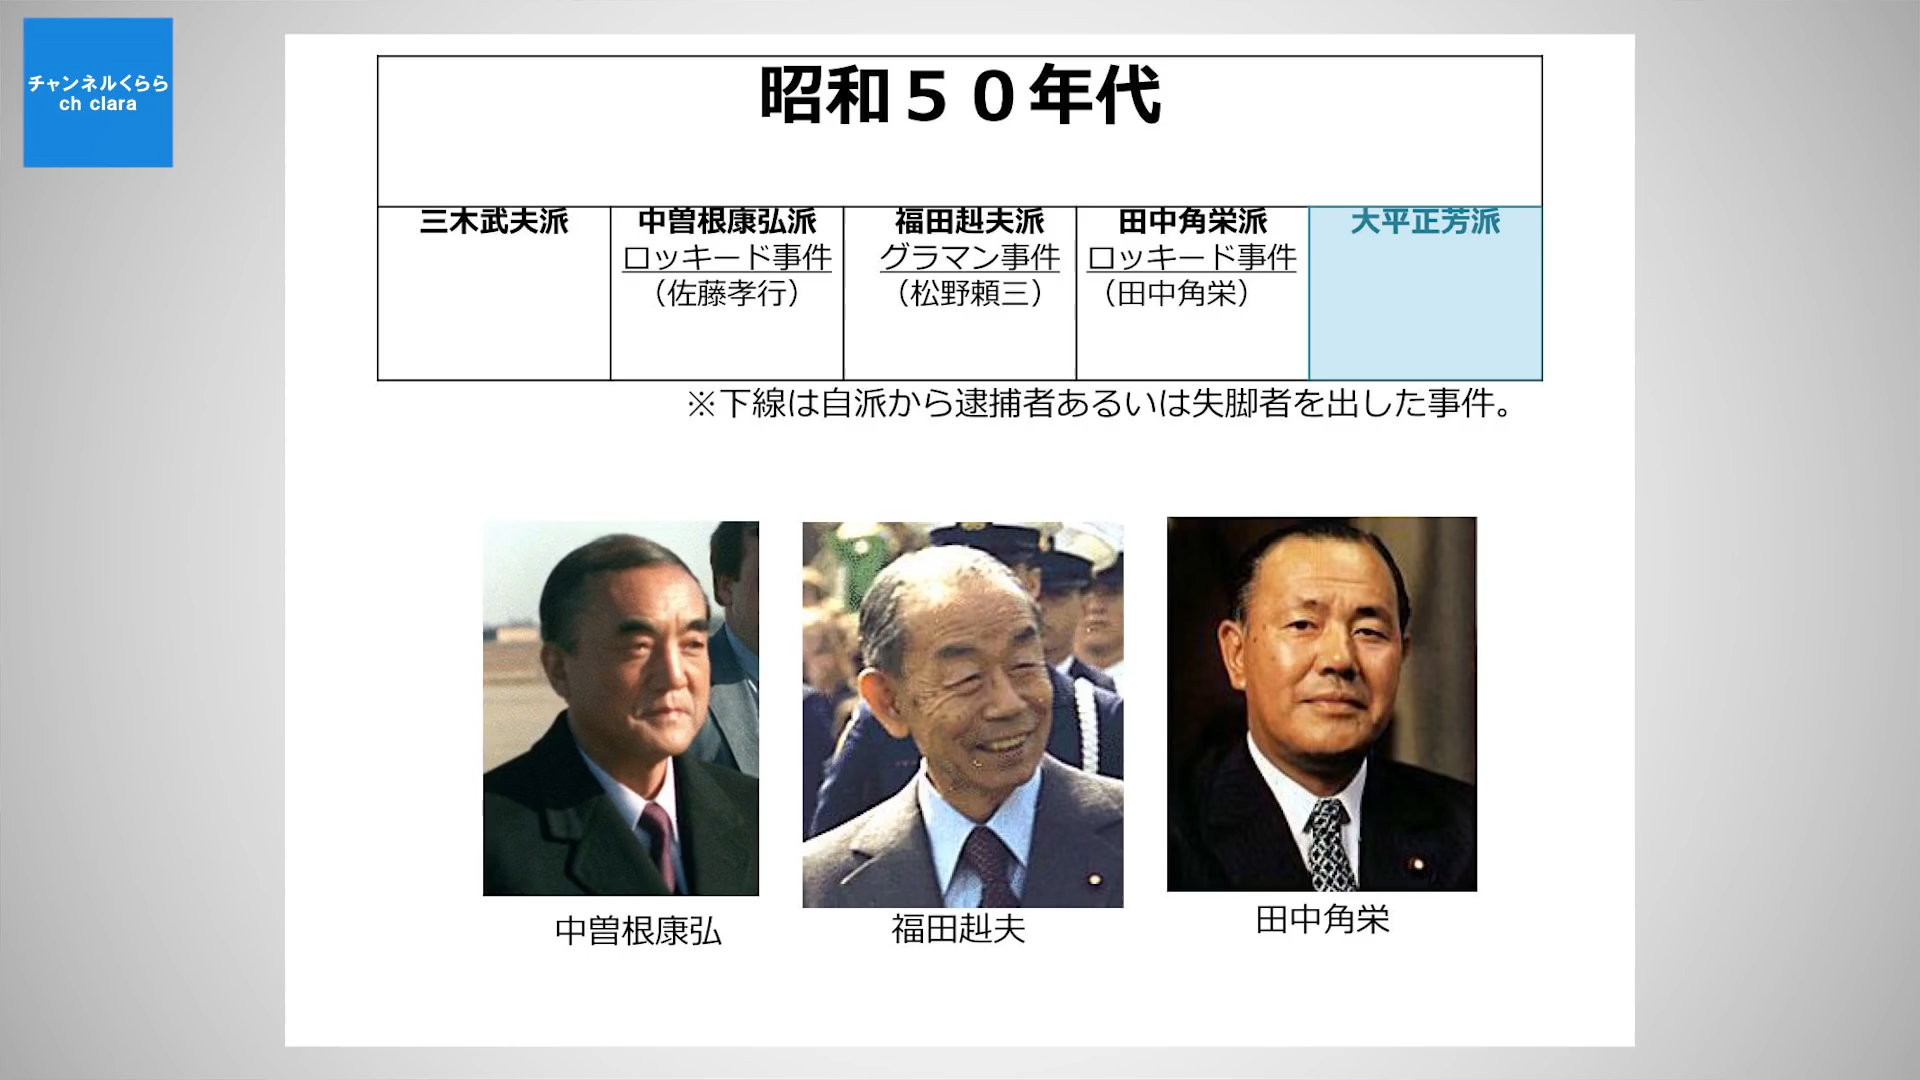 チャンネルくらら
ch clara
昭和５０年代
三木武夫派
中曽根康弘派
ロッキード事件
（佐藤孝行）
福田赳夫派
グラマン事件
（松野頼三）
田中角栄派
ロッキード事件
（田中角栄）
大平正芳派
※下線は自派から逮捕者あるいは失脚者を出した事件。
中曽根康弘
福田赳夫
田中角栄